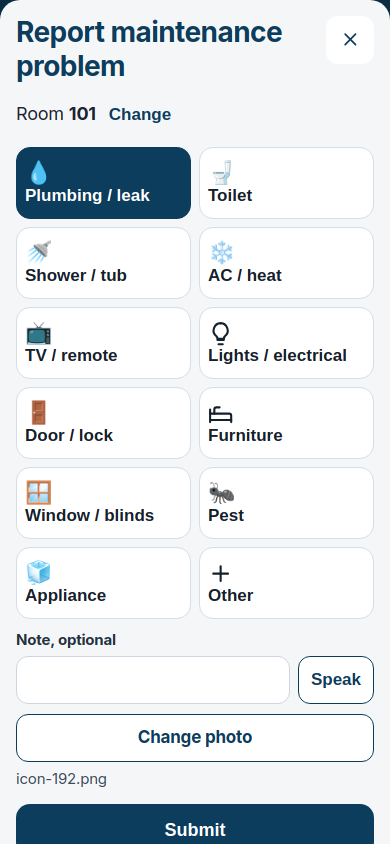 Report maintenance
problem
Room 101 Change
Plumbing / leak
Toilet
Shower / tub
AC / heat
TV / remote
Lights / electrical
Door / lock
Furniture
Window / blinds
Pest
Appliance
Other
Note, optional
Speak
Change photo
icon-192.png
Submit